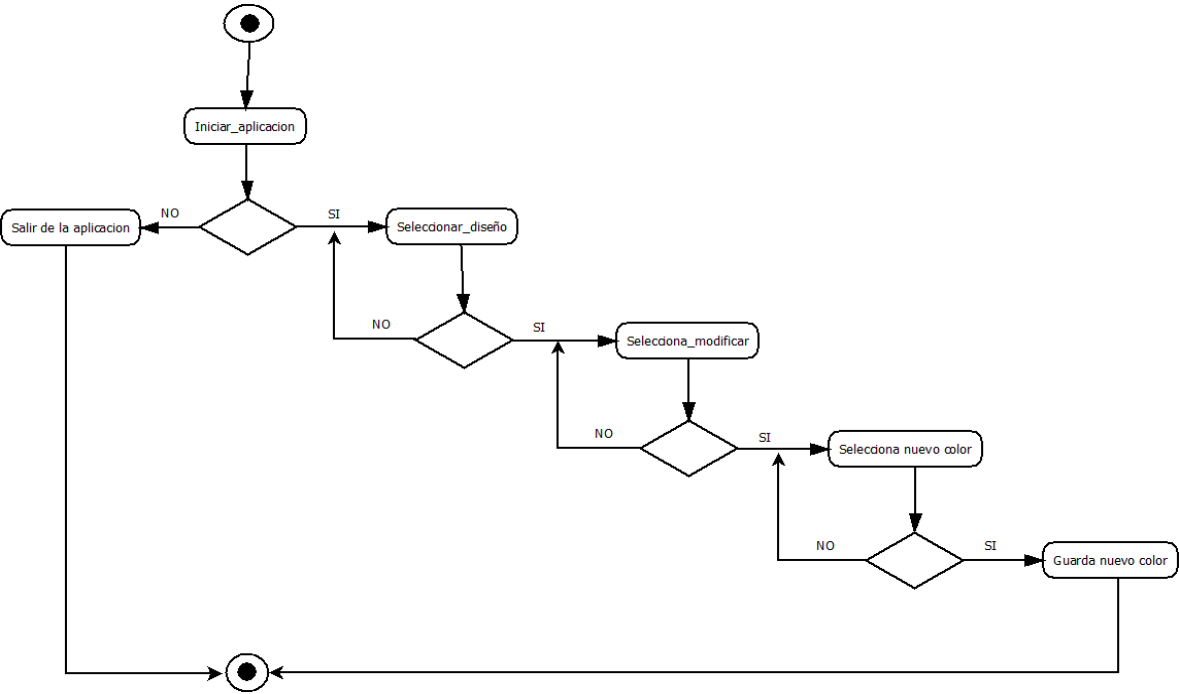 Iniciar_aplicacion
NO
SI
Salir de la aplicacion
Seleccionar_diseño
NO
SI
Selecciona_modificar
NO
SI
Selecciona nuevo color
NO
SI
Guarda nuevo color